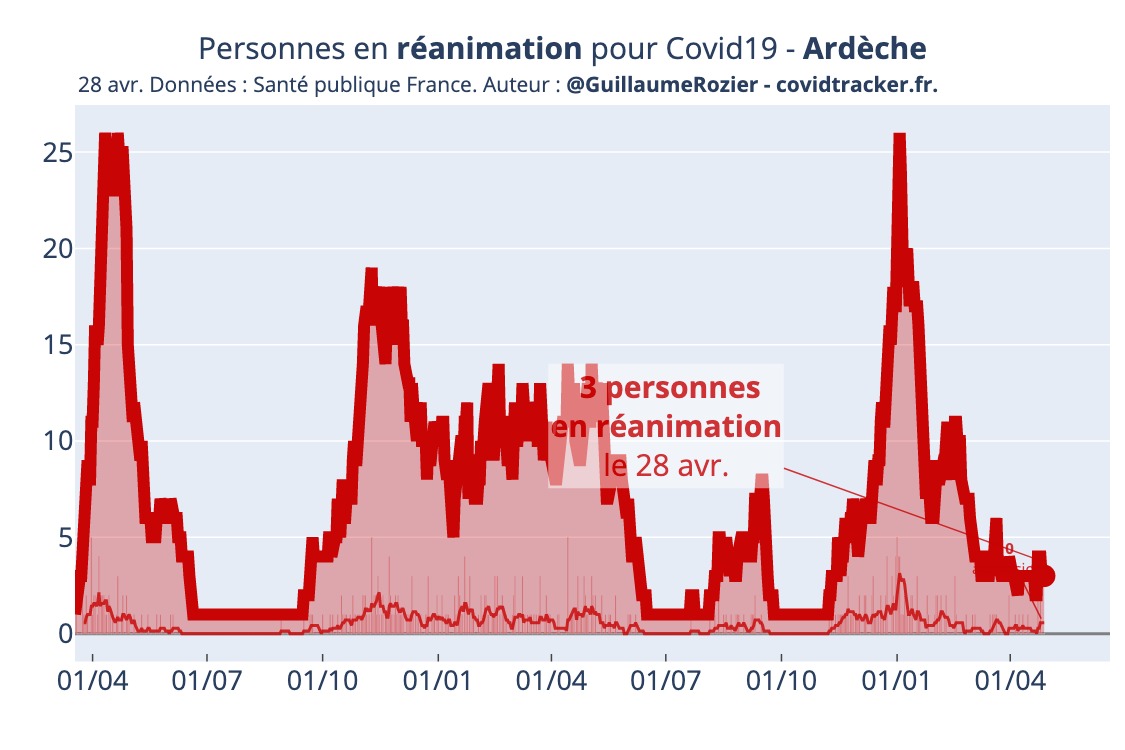 Personnes en réanimation pour Covid19 - Ardèche
28 avr. Données : Santé publique France. Auteur : @GuillaumeRozier - covidtracker.fr.
25
20
15
10
5
0
3 personnes
en réanimation
le 28 avr.
0
01/04 01/07 01/10 01/01 01/04 01/07 01/10 01/01 01/04